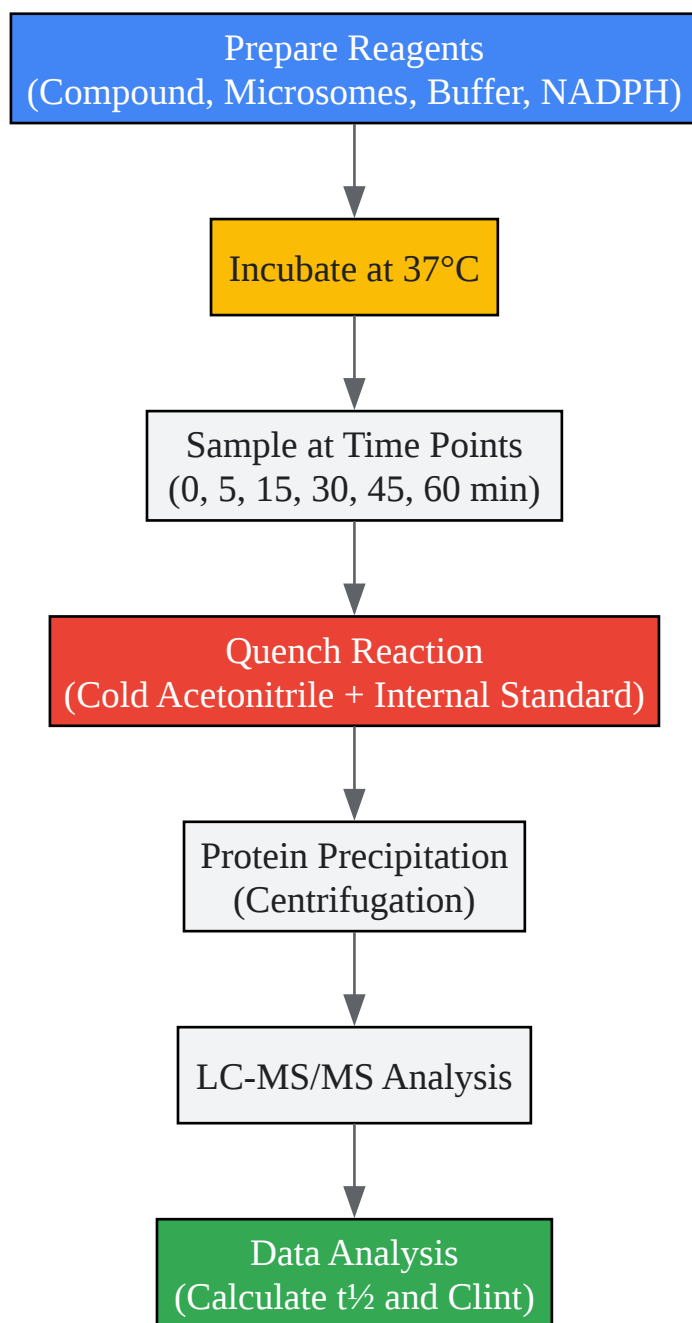 Prepare Reagents
(Compound, Microsomes, Buffer, NADPH)
Incubate at 37°C
Sample at Time Points
(0, 5, 15, 30, 45, 60 min)
Quench Reaction
(Cold Acetonitrile + Internal Standard)
Protein Precipitation
(Centrifugation)
LC-MS/MS Analysis
Data Analysis
(Calculate t½ and Clint)